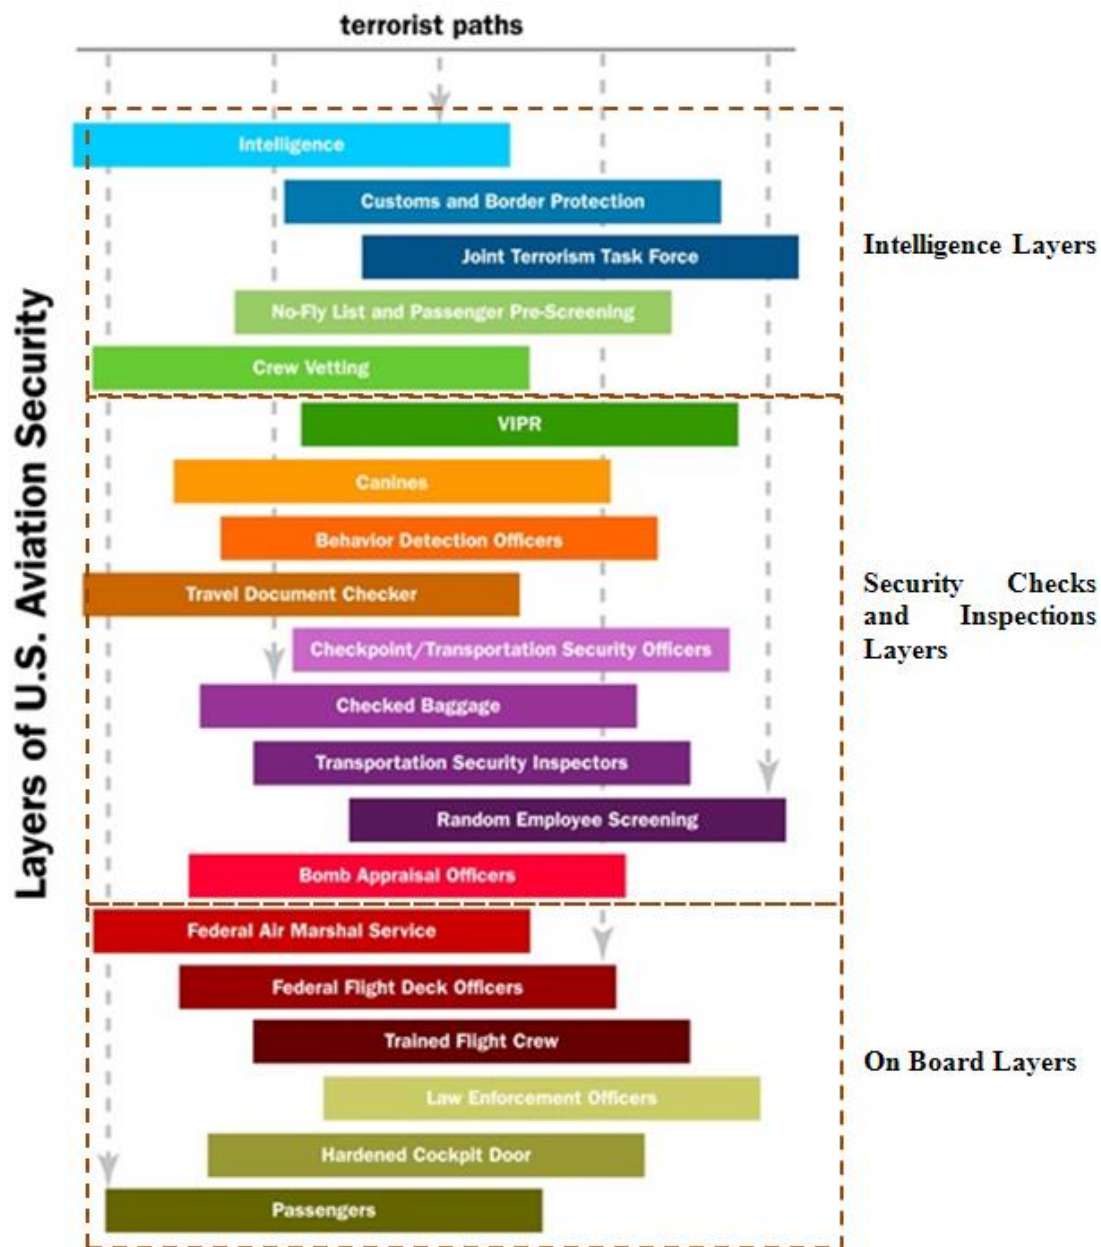 terrorist paths
Layers of U.S. Aviation Security
Intelligence
Customs and Border Protection
Joint Terrorism Task Force
No-Fly List and Passenger Pre-Screening
Crew Vetting
Intelligence Layers
VIPR
Canines
Behavior Detection Officers
Travel Document Checker
Checkpoint/Transportation Security Officers
Checked Baggage
Transportation Security Inspectors
Random Employee Screening
Bomb Appraisal Officers
Security Checks
and Inspections
Layers
Federal Air Marshal Service
Federal Flight Deck Officers
Trained Flight Crew
Law Enforcement Officers
Hardened Cockpit Door
Passengers
On Board Layers